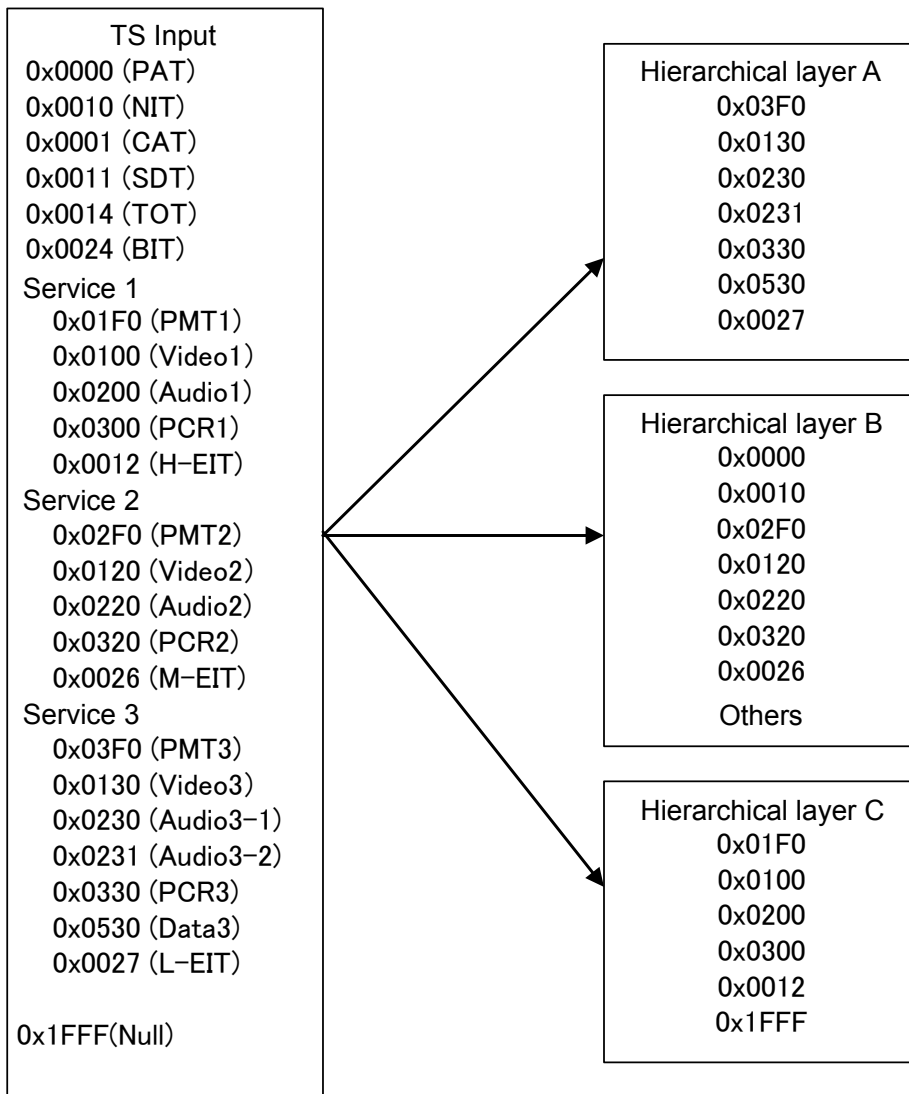 TS Input
0x0000 (PAT)
0x0010 (NIT)
0x0001 (CAT)
0x0011 (SDT)
0x0014 (TOT)
0x0024 (BIT)
Service 1
0x01F0 (PMT1)
0x0100 (Video1)
0x0200 (Audio1)
0x0300 (PCR1)
0x0012 (H-EIT)
Service 2
0x02F0 (PMT2)
0x0120 (Video2)
0x0220 (Audio2)
0x0320 (PCR2)
0x0026 (M-EIT)
Service 3
0x03F0 (PMT3)
0x0130 (Video3)
0x0230 (Audio3-1)
0x0231 (Audio3-2)
0x0330 (PCR3)
0x0530 (Data3)
0x0027 (L-EIT)
0x1FFF(Null)
Hierarchical layer A
0x03F0
0x0130
0x0230
0x0231
0x0330
0x0530
0x0027
Hierarchical layer B
0x0000
0x0010
0x02F0
0x0120
0x0220
0x0320
0x0026
Others
Hierarchical layer C
0x01F0
0x0100
0x0200
0x0300
0x0012
0x1FFF